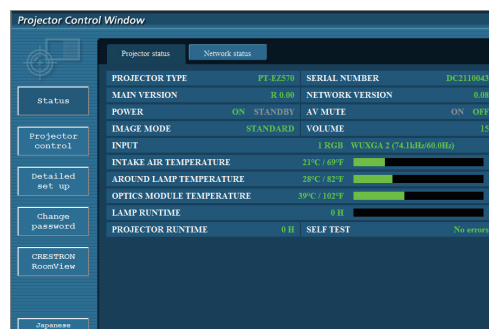 Projector Control Window
Projector status Network status
PROJECTOR TYPE PT-EZ570 SERIAL NUMBER DC2110043
MAIN VERSION R 0.00 NETWORK VERSION 0.08
Status
POWER ON STANDBY AV MUTE ON OFF
IMAGE MODE STANDARD VOLUME 15
Projector
control
INPUT 1 RGB WUXGA 2 (74.1kHz/60.0Hz)
INTAKE AIR TEMPERATURE 21°C / 69°F
AROUND LAMP TEMPERATURE 28°C / 82°F
Detailed
set up
OPTICS MODULE TEMPERATURE 39°C / 102°F
LAMP RUNTIME 0 H
Change
password
PROJECTOR RUNTIME 0 H SELF TEST No errors
CRESTRON
RoomView
Japanese